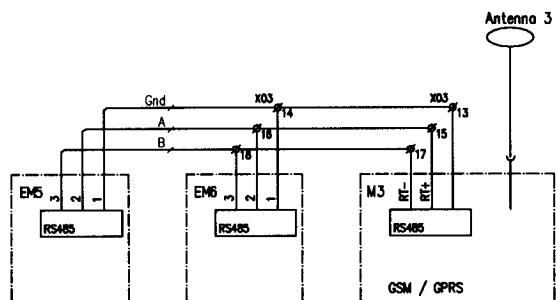 Antenna 3
Gnd X03 X03
14 13
A 16 15
B 18 17
EM5 3 2 1 EM6 3 2 1 M3 RT- RT+
RS485 RS485 RS485
GSM / GPRS